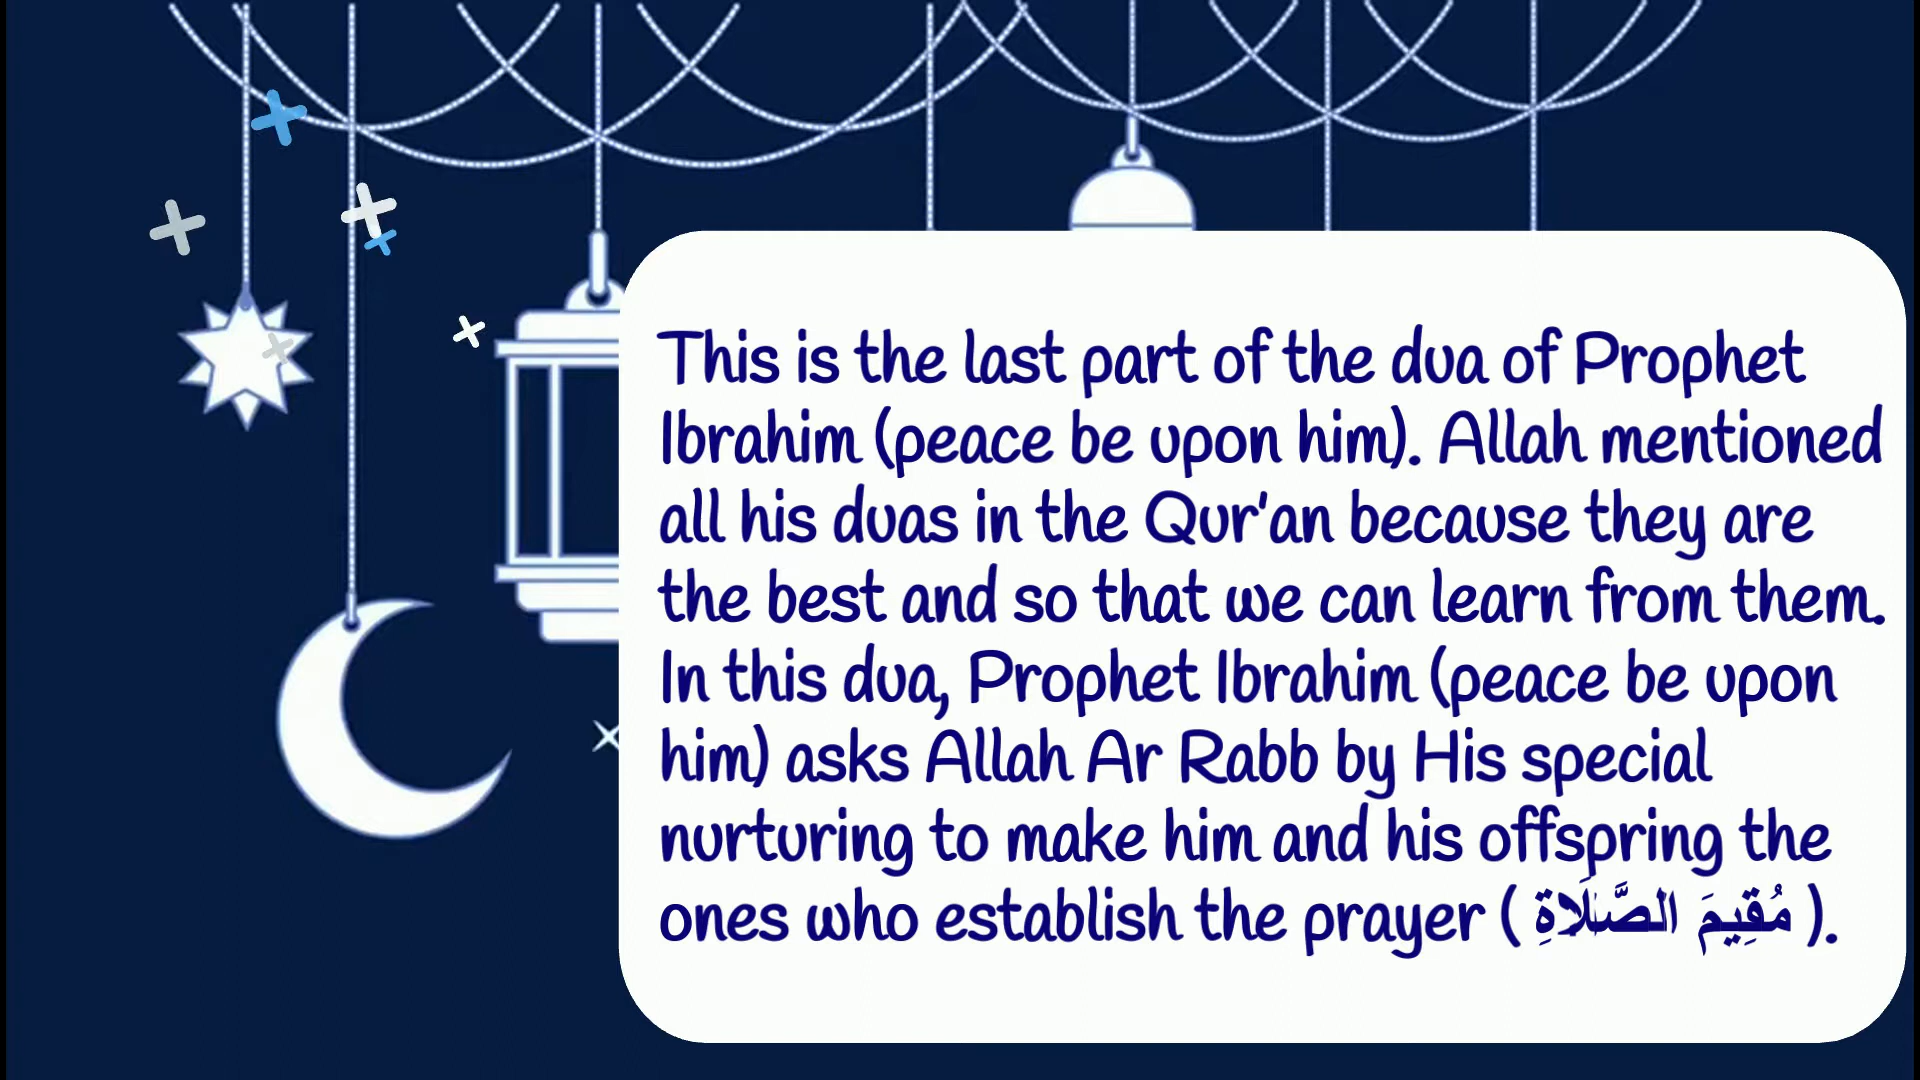 This is the last part of the dua of Prophet
Ibrahim (peace be upon him). Allah mentioned
all his duas in the Qur'an because they are
the best and so that we can learn from them.
In this dua, Prophet Ibrahim (peace be upon
him) asks Allah Ar Rabb by His special
nurturing to make him and his offspring the
ones who establish the prayer ( مُقِيمَ الصَّلَاةِ ).